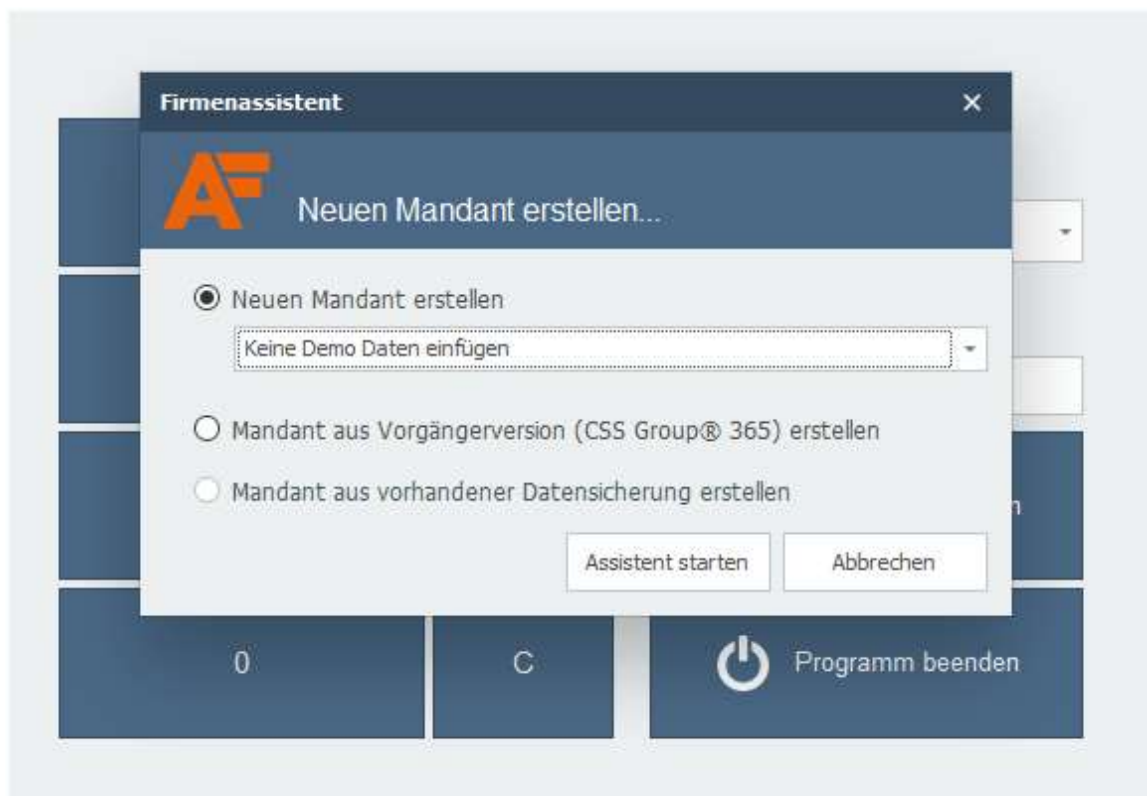 Firmenassistent
AF
Neuen Mandant erstellen...
Neuen Mandant erstellen
Keine Demo Daten einfügen
Mandant aus Vorgängerversion (CSS Group® 365) erstellen
Mandant aus vorhandener Datensicherung erstellen
Assistent starten
Abbrechen
0
C
Programm beenden